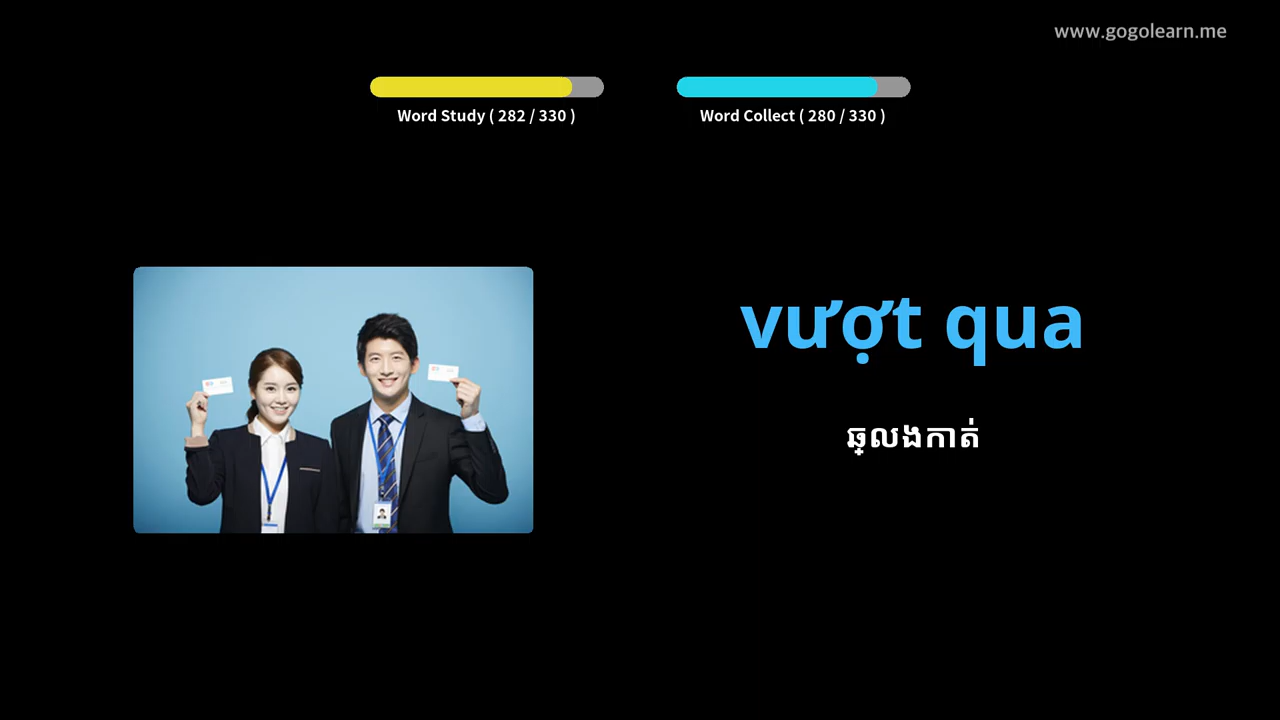 www.gogolearn.me
Word Study ( 282 / 330 )
Word Collect ( 280 / 330 )
vượt qua
ឆ្លងកាត់